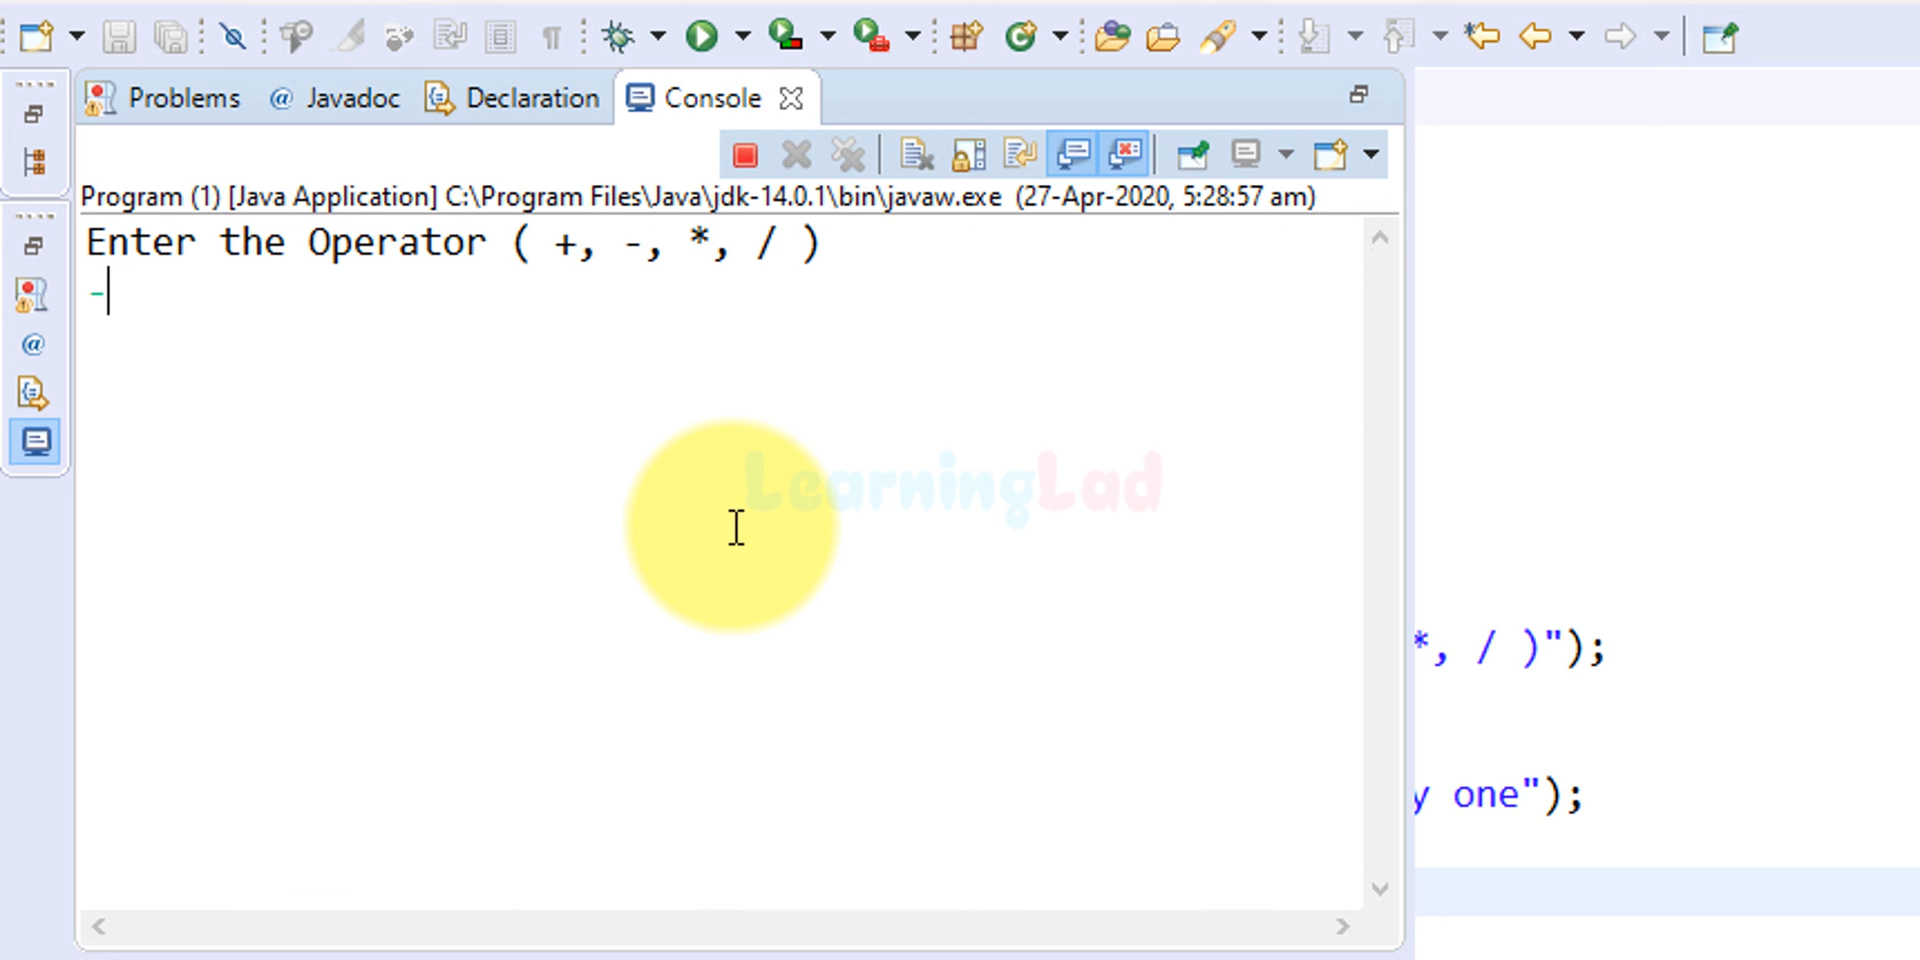 Problems @ Javadoc Declaration Console
Program (1) [Java Application] C:\Program Files\Java\jdk-14.0.1\bin\javaw.exe (27-Apr-2020, 5:28:57 am)
Enter the Operator ( +, -, *, / )
-
LearningLad
*, / )");
y one");